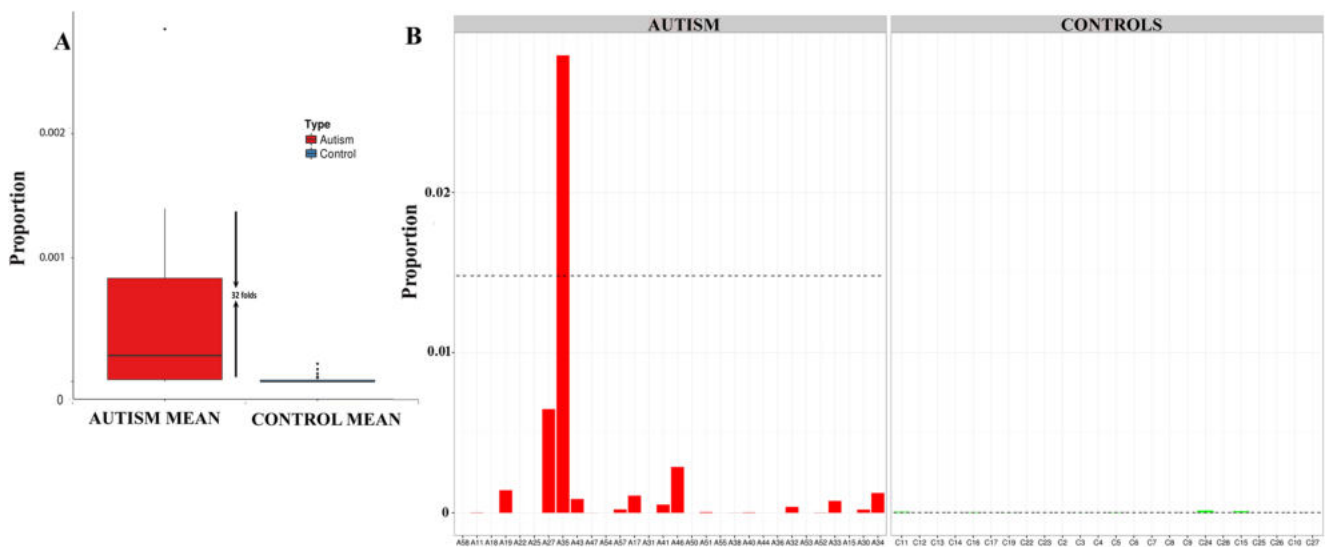 A
Proportion
0.002
0.001
0
Type
Autism
Control
32 folds
AUTISM MEAN
CONTROL MEAN
B
AUTISM
CONTROLS
Proportion
0.02
0.01
0
A58 A11 A18 A19 A22 A25 A27 A35 A43 A47 A54 A57 A17 A31 A41 A46 A50 A51 A55 A38 A40 A44 A36 A32 A53 A52 A33 A15 A30 A34
C11 C12 C13 C14 C16 C17 C19 C22 C23 C2 C3 C4 C5 C6 C7 C8 C9 C24 C28 C15 C25 C26 C10 C27